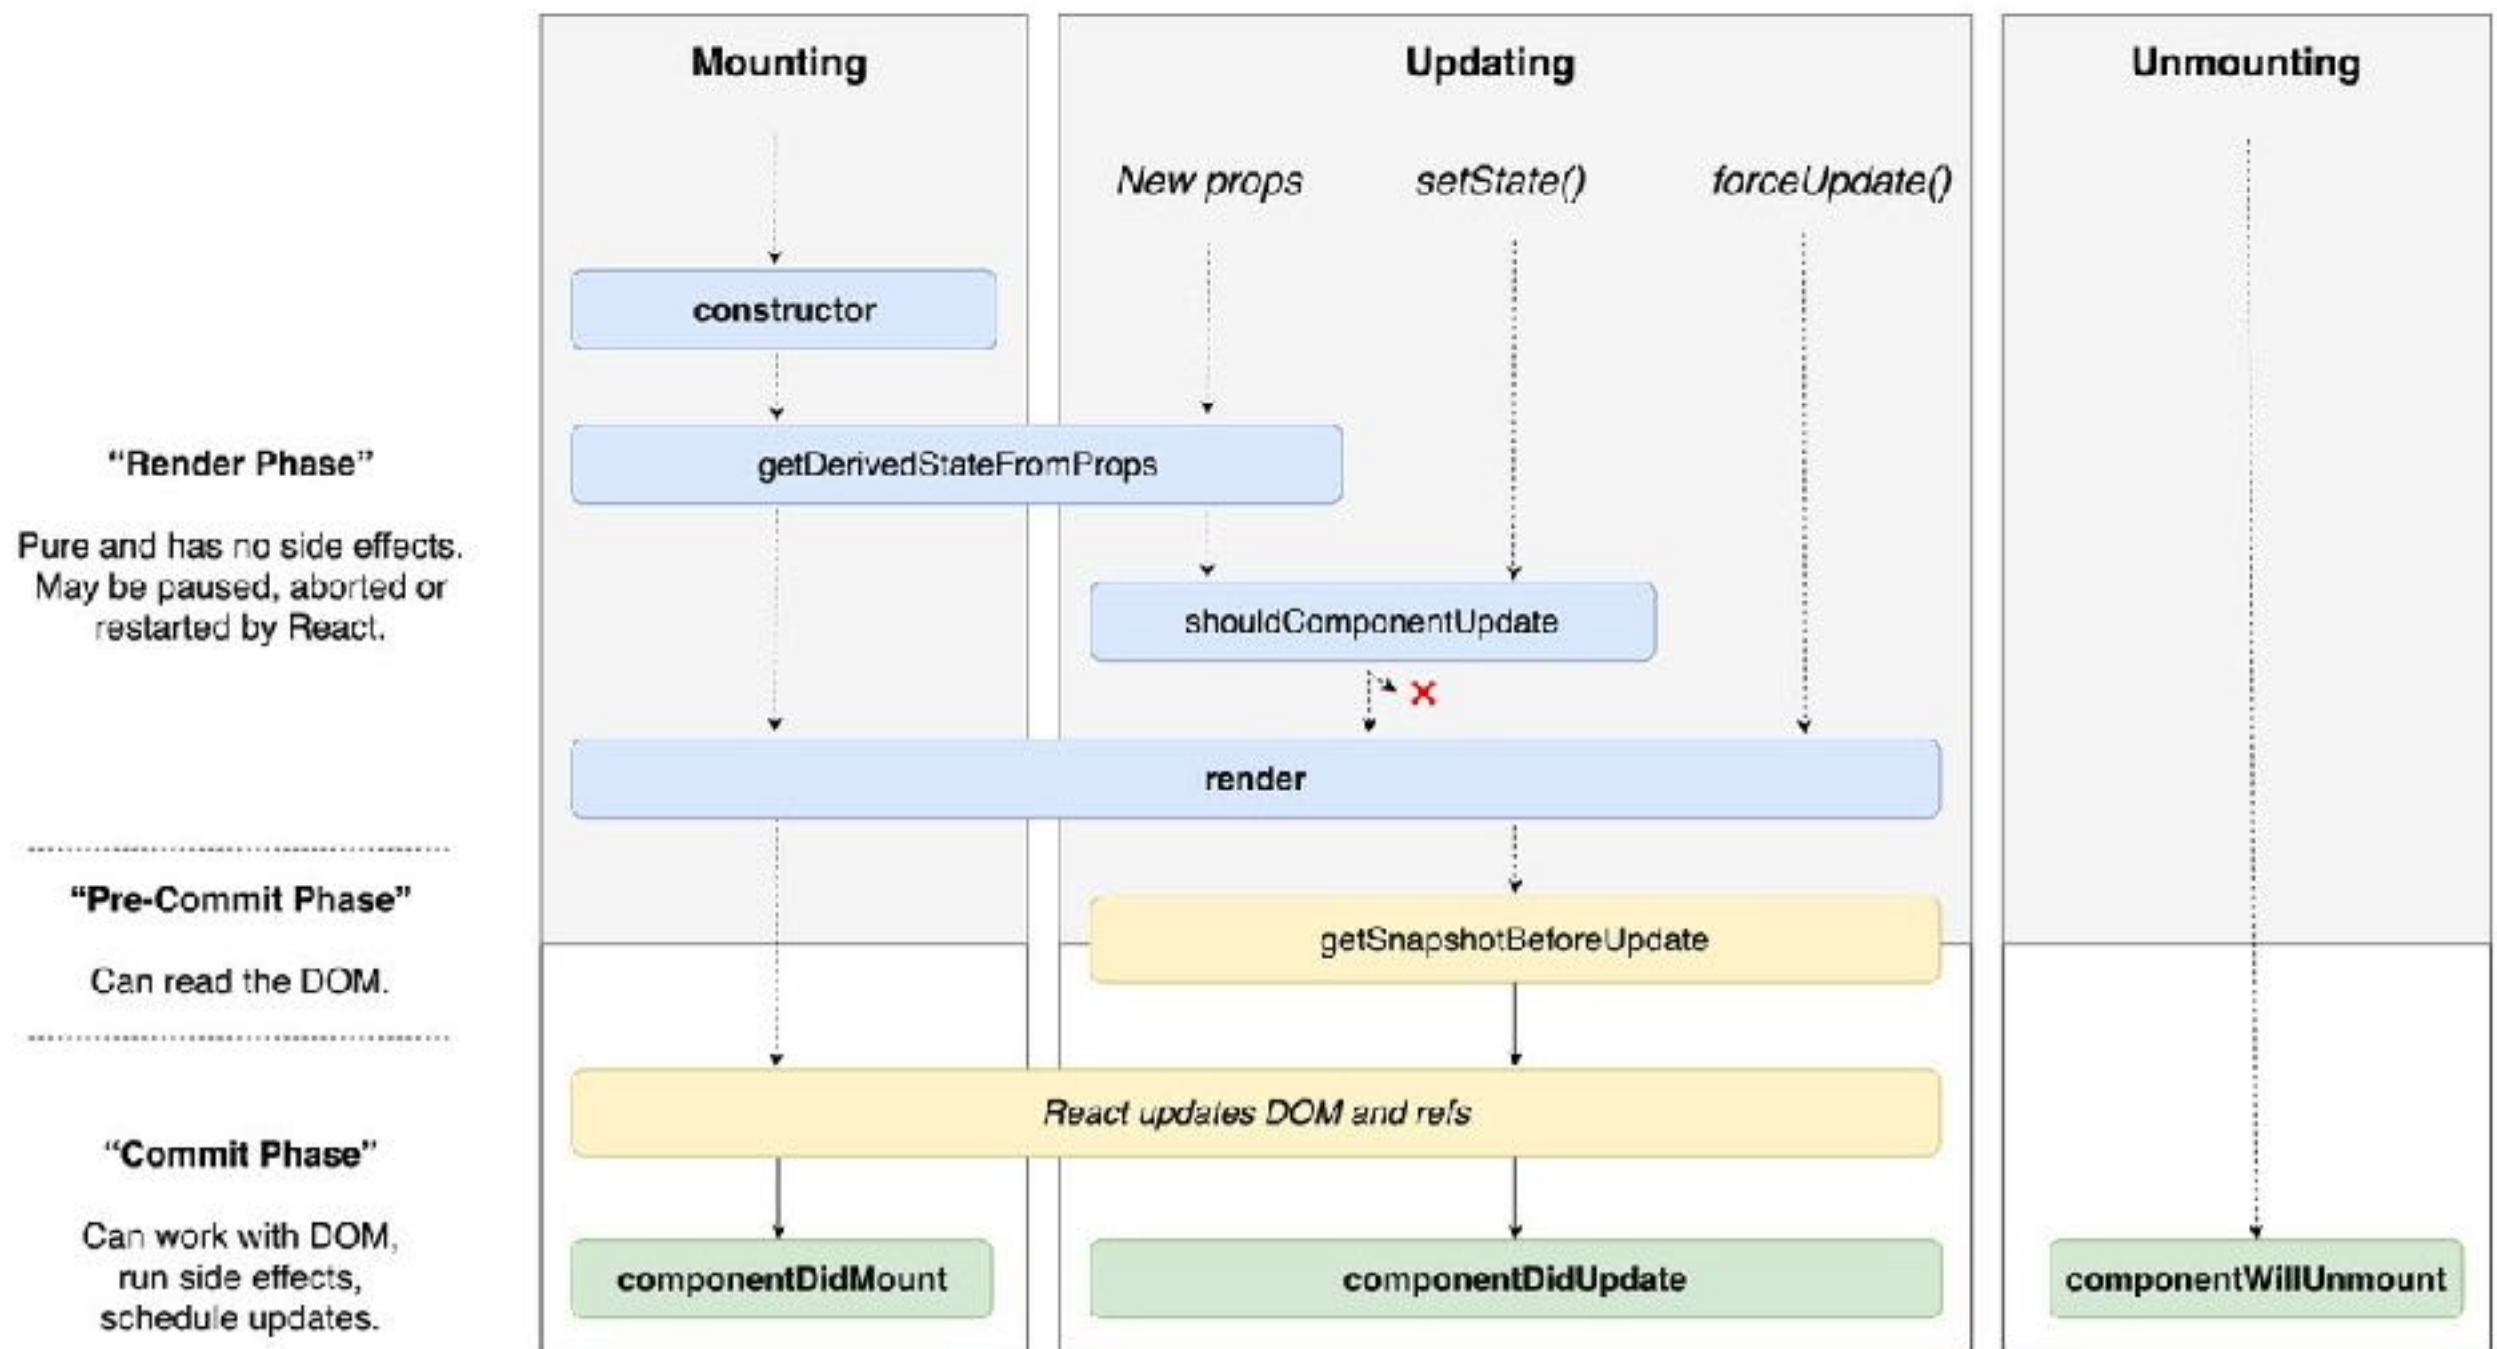 Mounting
Updating
Unmounting
New props
setState()
forceUpdate()
constructor
“Render Phase”
getDerivedStateFromProps
Pure and has no side effects.
May be paused, aborted or
restarted by React.
shouldComponentUpdate
render
“Pre-Commit Phase”
getSnapshotBeforeUpdate
Can read the DOM.
React updates DOM and refs
“Commit Phase”
Can work with DOM,
run side effects,
schedule updates.
componentDidMount
componentDidUpdate
componentWillUnmount